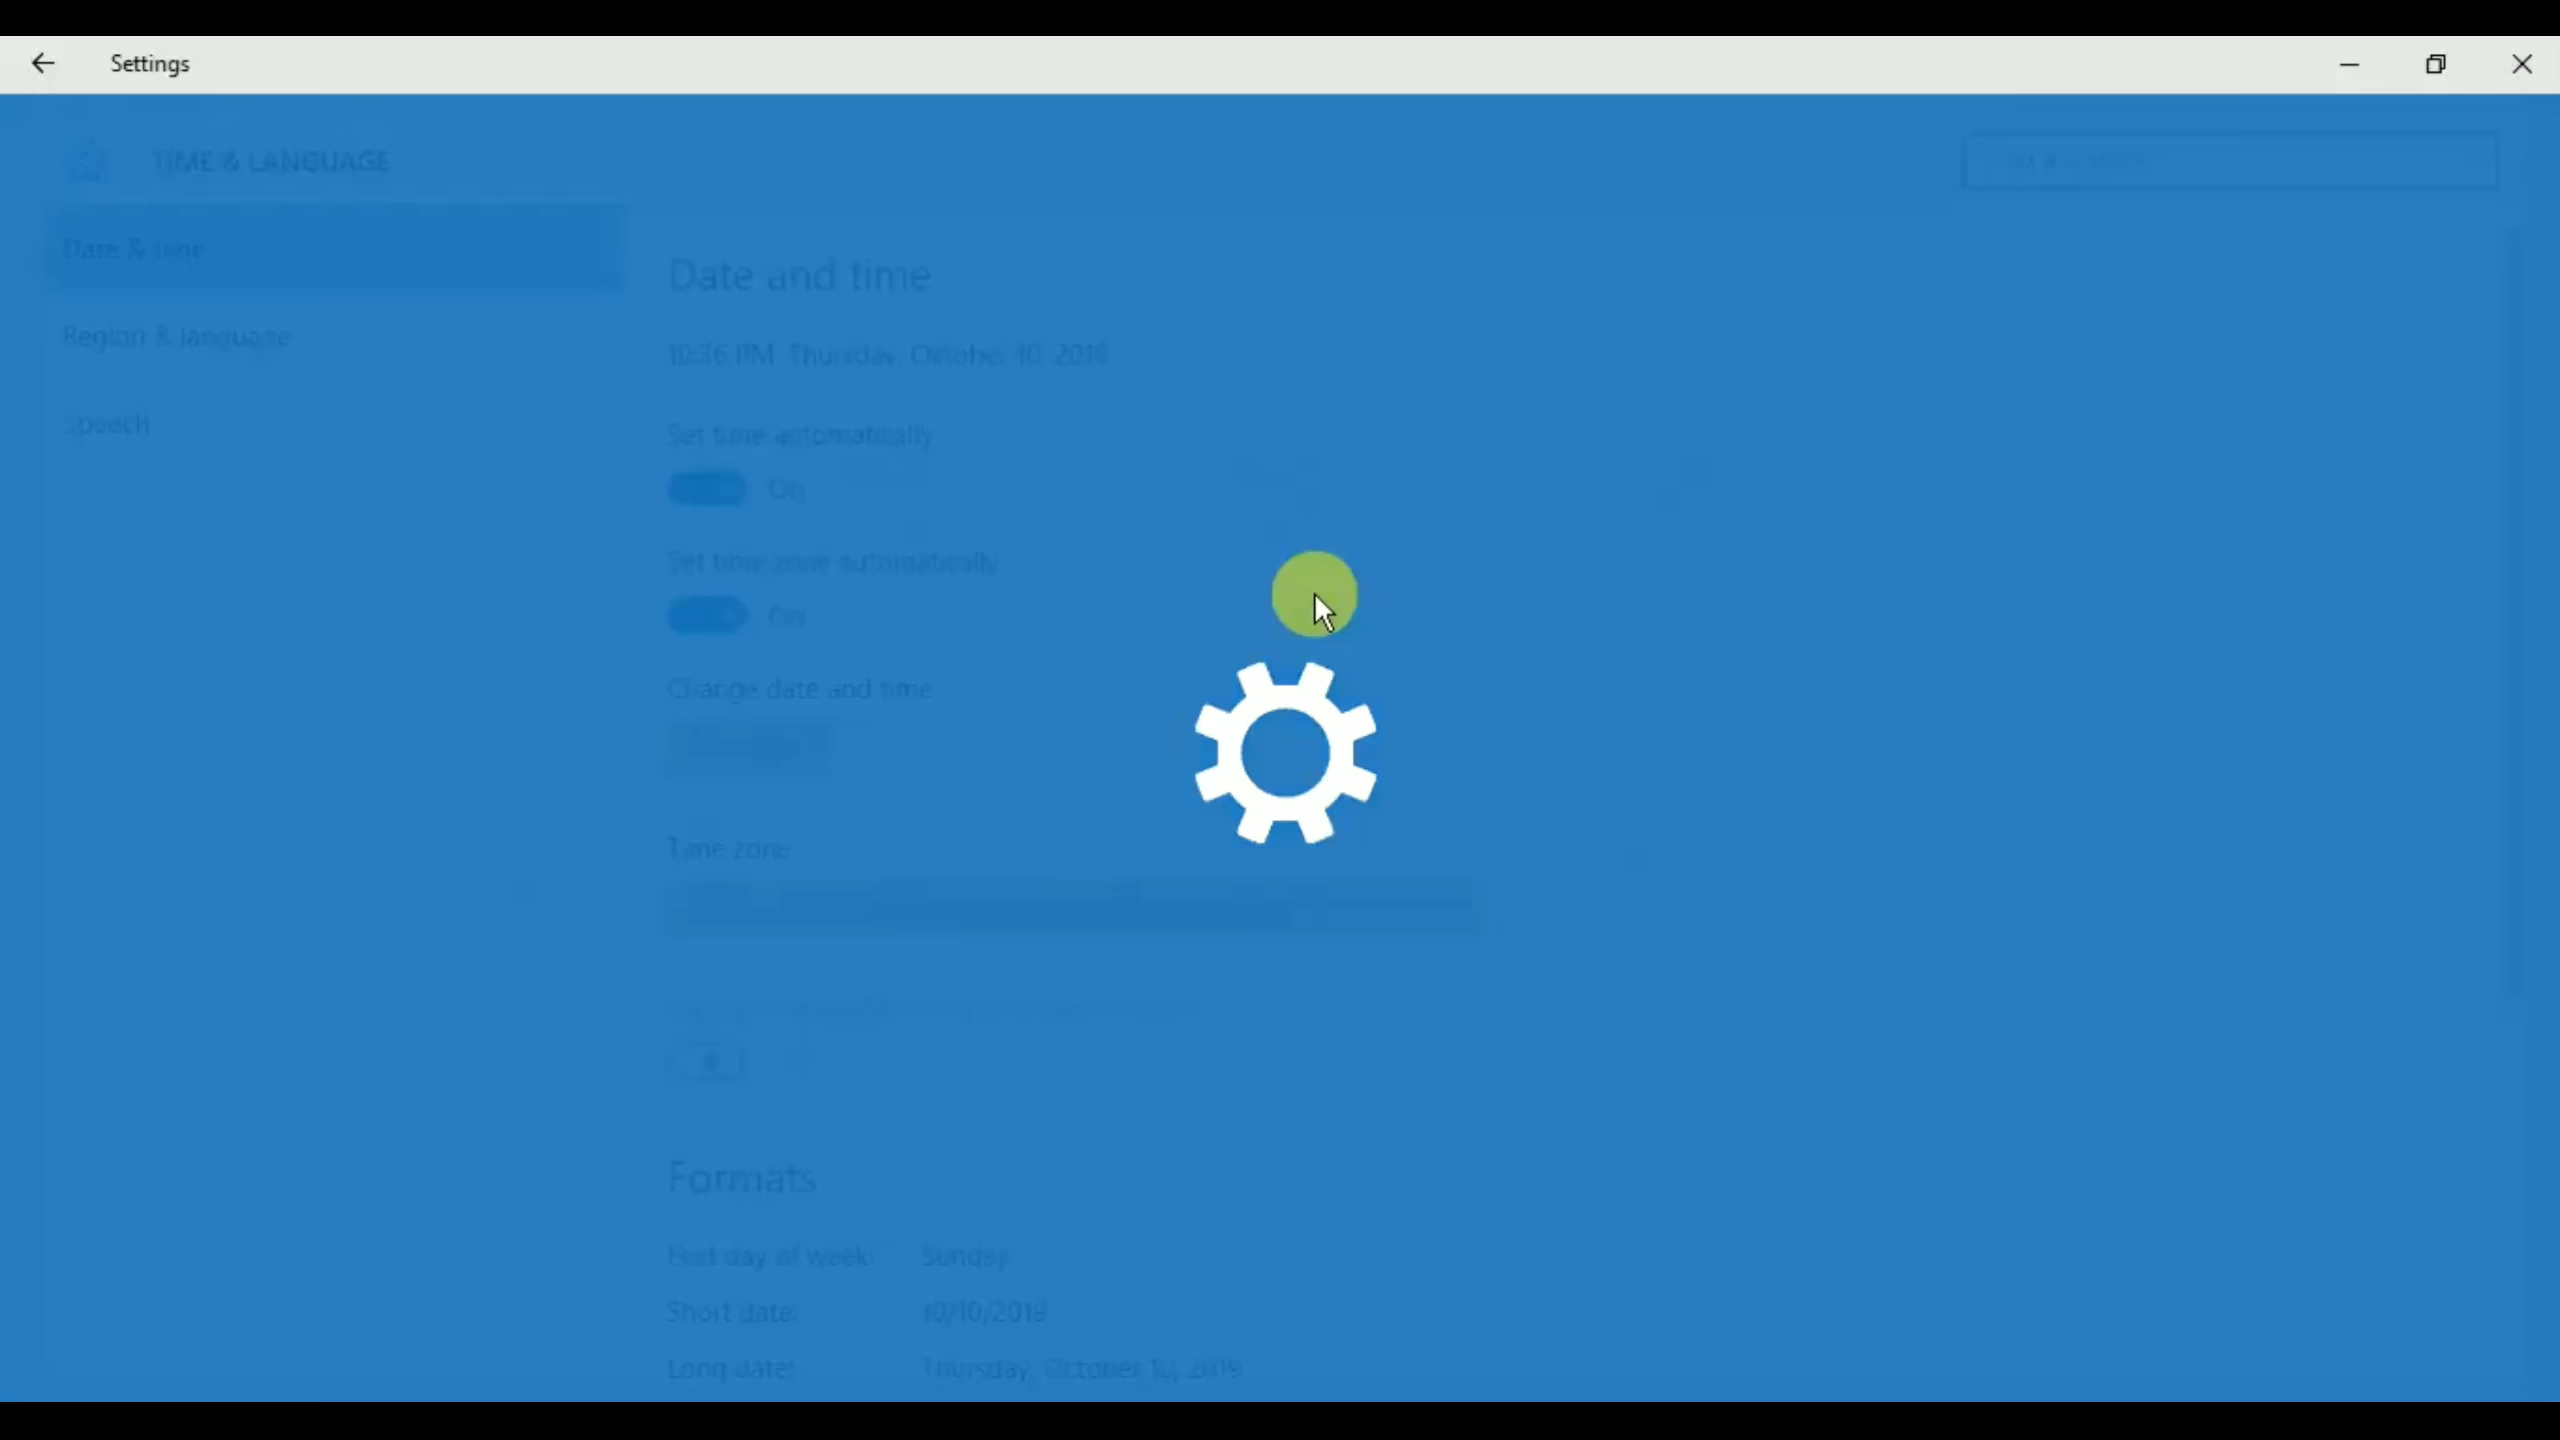 Settings
TIME & LANGUAGE
Date & time
Region & language
Speech
Date and time
10:36 PM, Thursday, October 10, 2019
Set time automatically
On
Set time zone automatically
On
Change date and time
Time zone
Formats
First day of week: Sunday
Short date: 10/10/2019
Long date: Thursday, October 10, 2019